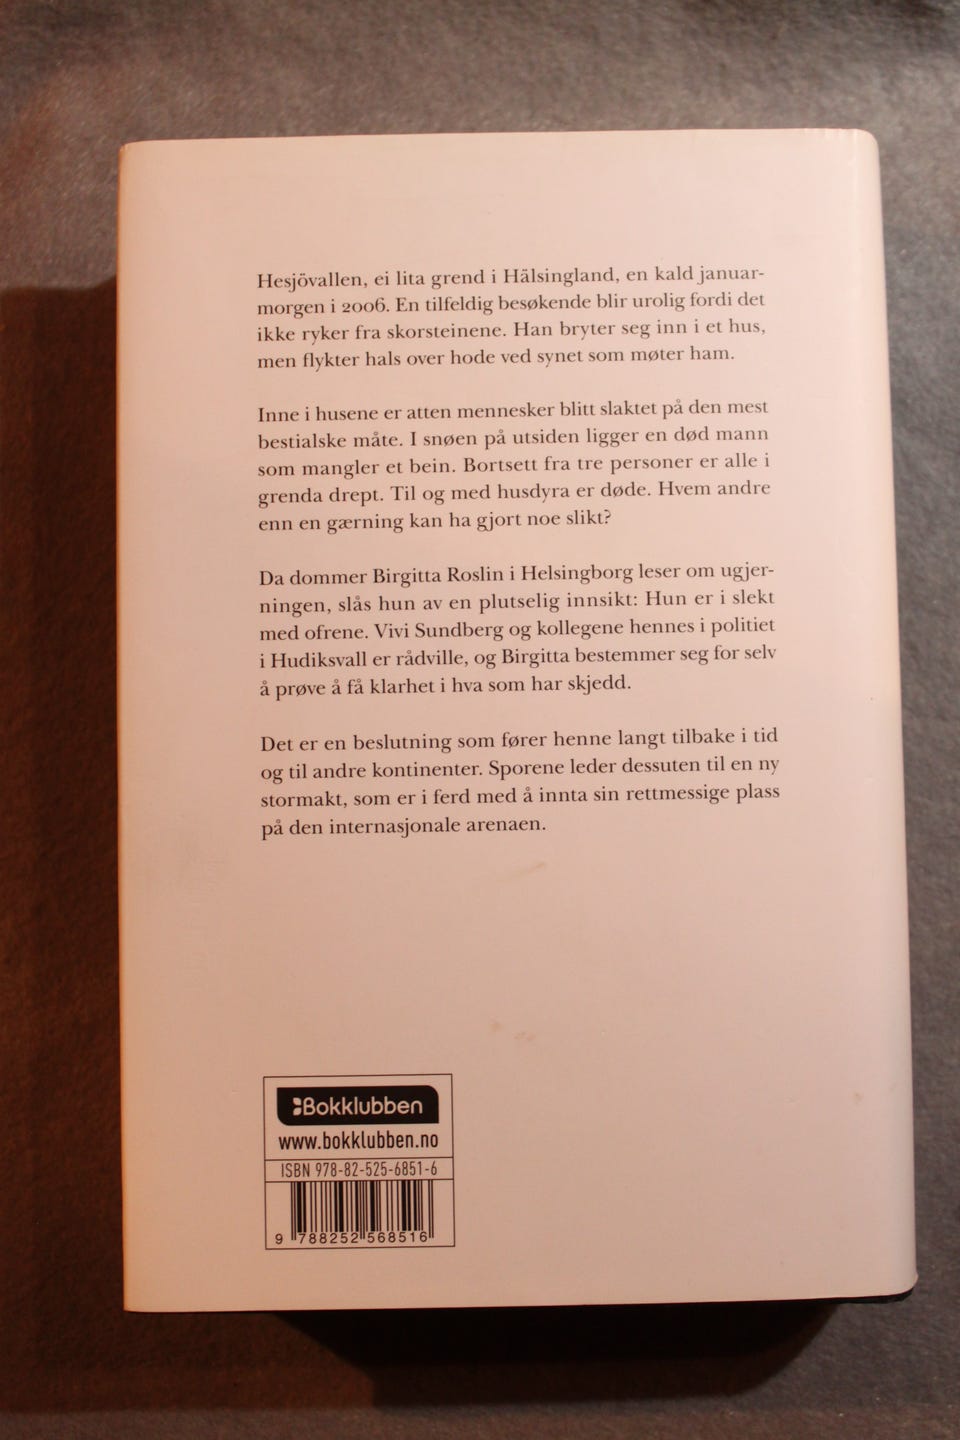 Hesjövallen, ei lita grend i Hälsingland, en kald januar-
morgen i 2006. En tilfeldig besøkende blir urolig fordi det
ikke ryker fra skorsteinene. Han bryter seg inn i et hus,
men flykter hals over hode ved synet som møter ham.
Inne i husene er atten mennesker blitt slaktet på den mest
bestialske måte. I snøen på utsiden ligger en død mann
som mangler et bein. Bortsett fra tre personer er alle i
grenda drept. Til og med husdyra er døde. Hvem andre
enn en gærning kan ha gjort noe slikt?
Da dommer Birgitta Roslin i Helsingborg leser om ugjer-
ningen, slås hun av en plutselig innsikt: Hun er i slekt
med ofrene. Vivi Sundberg og kollegene hennes i politiet
i Hudiksvall er rådville, og Birgitta bestemmer seg for selv
å prøve å få klarhet i hva som har skjedd.
Det er en beslutning som fører henne langt tilbake i tid
og til andre kontinenter. Sporene leder dessuten til en ny
stormakt, som er i ferd med å innta sin rettmessige plass
på den internasjonale arenaen.
Bokklubben
www.bokklubben.no
ISBN 978-82-525-6851-6
9 788252 568516